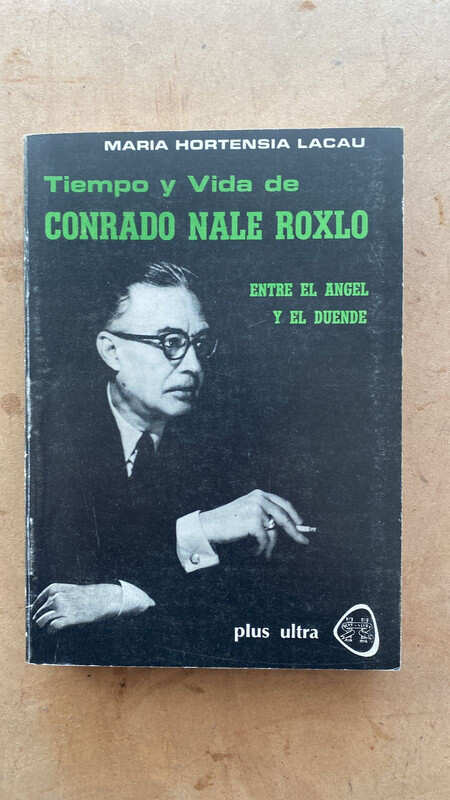 MARIA HORTENSIA LACAU
Tiempo y Vida de
CONRADO NALE ROXLO
ENTRE EL ANGEL
Y EL DUENDE
plus ultra